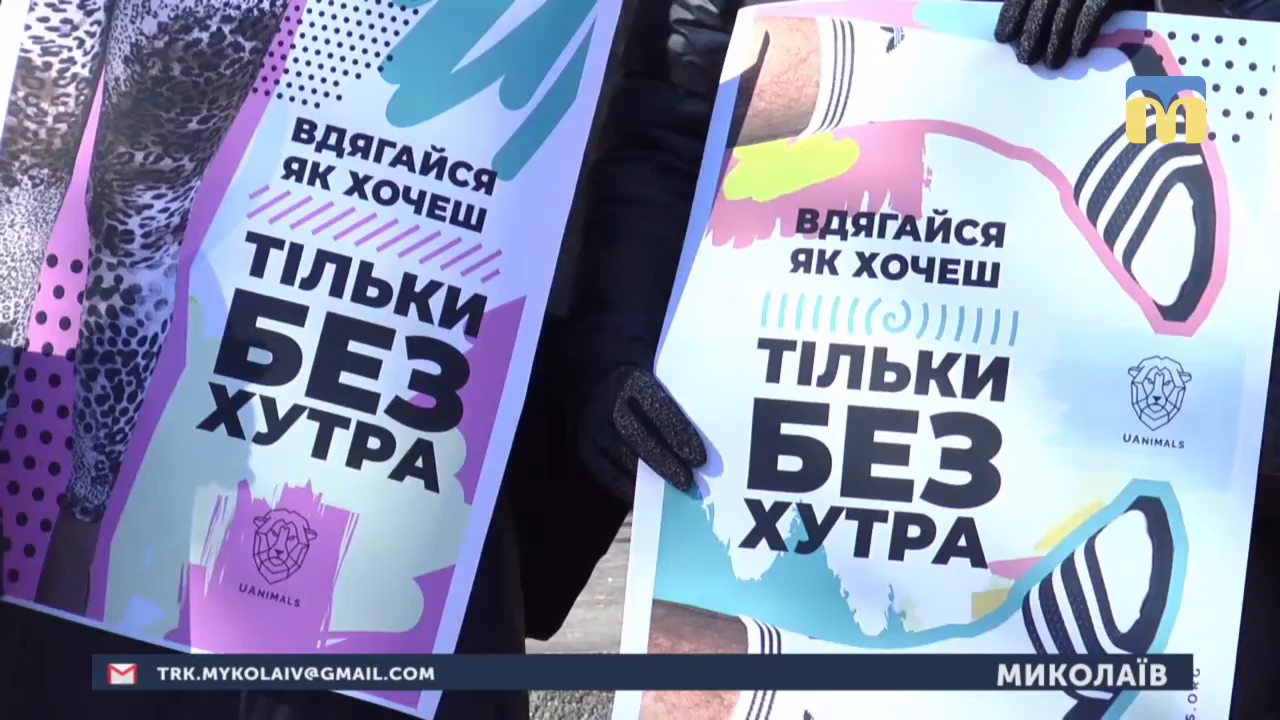 ВДЯГАЙСЯ
ЯК ХОЧЕШ
ТІЛЬКИ
БЕЗ
ХУТРА
UANIMALS
ВДЯГАЙСЯ
ЯК ХОЧЕШ
ТІЛЬКИ
БЕЗ
ХУТРА
UANIMALS
S.ORG
TRK.MYKOLAIV@GMAIL.COM
МИКОЛАЇВ